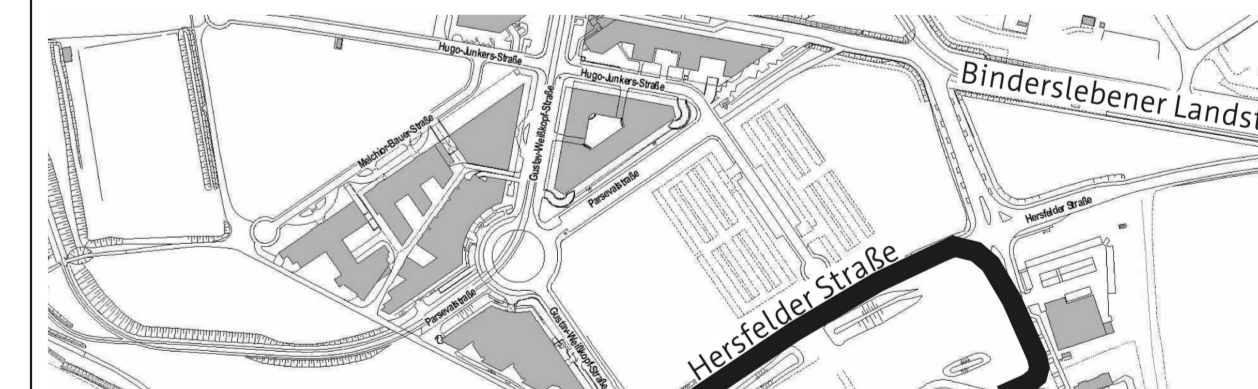 Hugo-Junkers-Straße
Hugo-Junkers-Straße
Binderslebener Landst
Melchior-Bauer-Straße
Gustav-Weißkopf-Straße
Parsevalstraße
Hersfelder Straße
Hersfelder Straße
Parsevalstraße
Gustav-Weißkopf-Straße